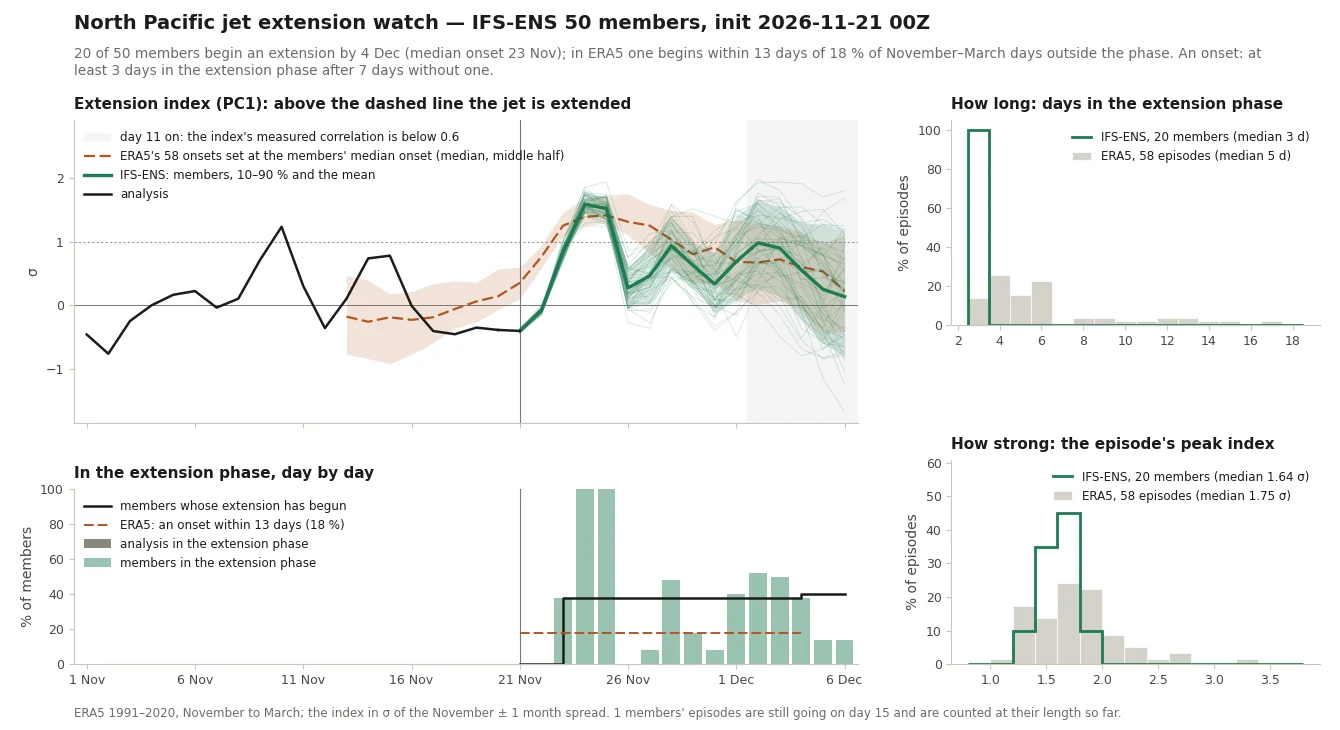 North Pacific jet extension watch — IFS-ENS 50 members, init 2026-11-21 00Z
20 of 50 members begin an extension by 4 Dec (median onset 23 Nov); in ERA5 one begins within 13 days of 18 % of November–March days outside the phase. An onset: at
least 3 days in the extension phase after 7 days without one.
Extension index (PC1): above the dashed line the jet is extended
day 11 on: the index's measured correlation is below 0.6
ERA5's 58 onsets set at the members' median onset (median, middle half)
IFS-ENS: members, 10–90 % and the mean
analysis
σ
2
1
0
−1
How long: days in the extension phase
IFS-ENS, 20 members (median 3 d)
ERA5, 58 episodes (median 5 d)
% of episodes
100
80
60
40
20
0
2 4 6 8 10 12 14 16 18
In the extension phase, day by day
members whose extension has begun
ERA5: an onset within 13 days (18 %)
analysis in the extension phase
members in the extension phase
% of members
100
80
60
40
20
0
1 Nov 6 Nov 11 Nov 16 Nov 21 Nov 26 Nov 1 Dec 6 Dec
How strong: the episode's peak index
IFS-ENS, 20 members (median 1.64 σ)
ERA5, 58 episodes (median 1.75 σ)
% of episodes
60
50
40
30
20
10
0
1.0 1.5 2.0 2.5 3.0 3.5
ERA5 1991–2020, November to March; the index in σ of the November ± 1 month spread. 1 members' episodes are still going on day 15 and are counted at their length so far.